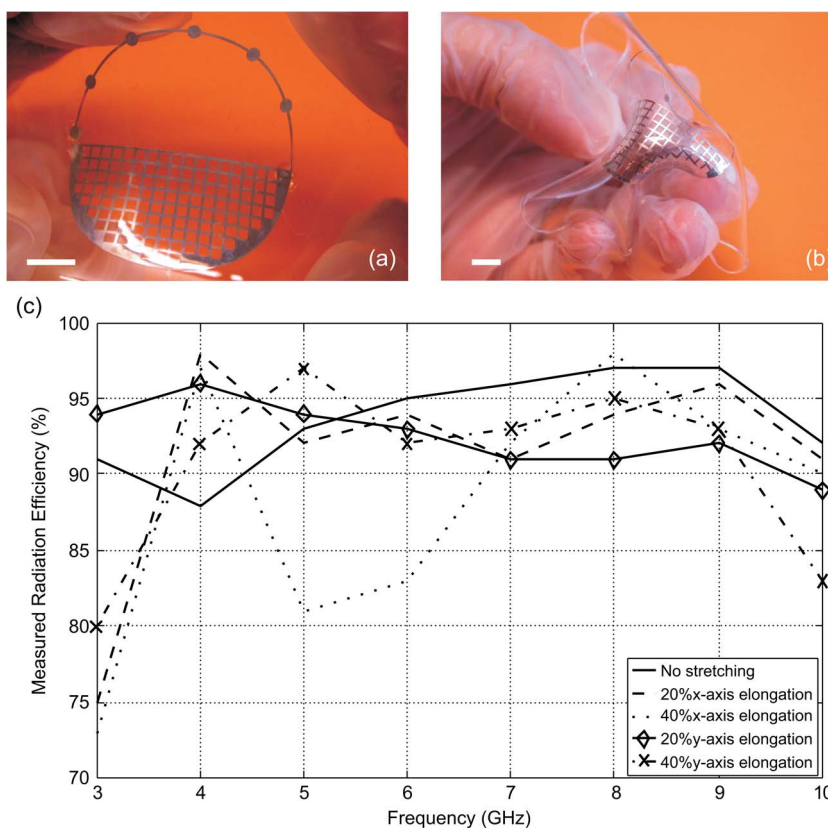 (a)
(b)
(c)
100
95
90
85
80
75
70
Measured Radiation Efficiency (%)
No stretching
20%x-axis elongation
40%x-axis elongation
20%y-axis elongation
40%y-axis elongation
3
4
5
6
7
8
9
10
Frequency (GHz)